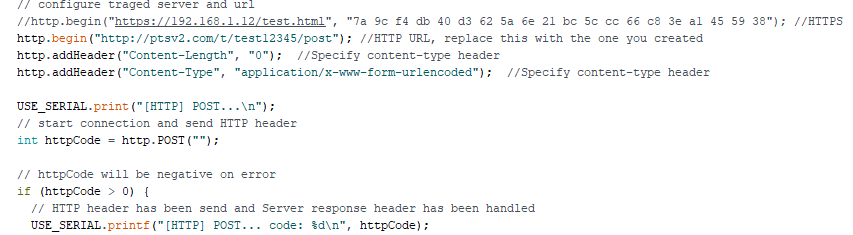 // configure traged server and url
//http.begin("https://192.168.1.12/test.html", "7a 9c f4 db 40 d3 62 5a 6e 21 bc 5c cc 66 c8 3e a1 45 59 38"); //HTTPS
http.begin("http://ptsv2.com/t/test12345/post"); //HTTP URL, replace this with the one you created
http.addHeader("Content-Length", "0");  //Specify content-type header
http.addHeader("Content-Type", "application/x-www-form-urlencoded");  //Specify content-type header

USE_SERIAL.print("[HTTP] POST...\n");
// start connection and send HTTP header
int httpCode = http.POST("");

// httpCode will be negative on error
if (httpCode > 0) {
  // HTTP header has been send and Server response header has been handled
  USE_SERIAL.printf("[HTTP] POST... code: %d\n", httpCode);